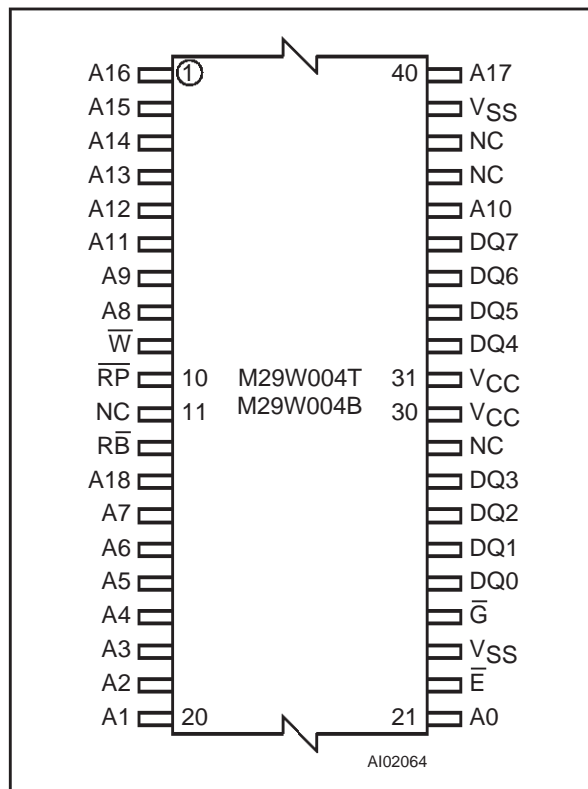 A16 ① 40 A17
A15 VSS
A14 NC
A13 NC
A12 A10
A11 DQ7
A9 DQ6
A8 DQ5
W̅ DQ4
R̅P̅ 10 M29W004T 31 VCC
NC 11 M29W004B 30 VCC
RB̅ NC
A18 DQ3
A7 DQ2
A6 DQ1
A5 DQ0
A4 G̅
A3 VSS
A2 E̅
A1 20 21 A0
AI02064